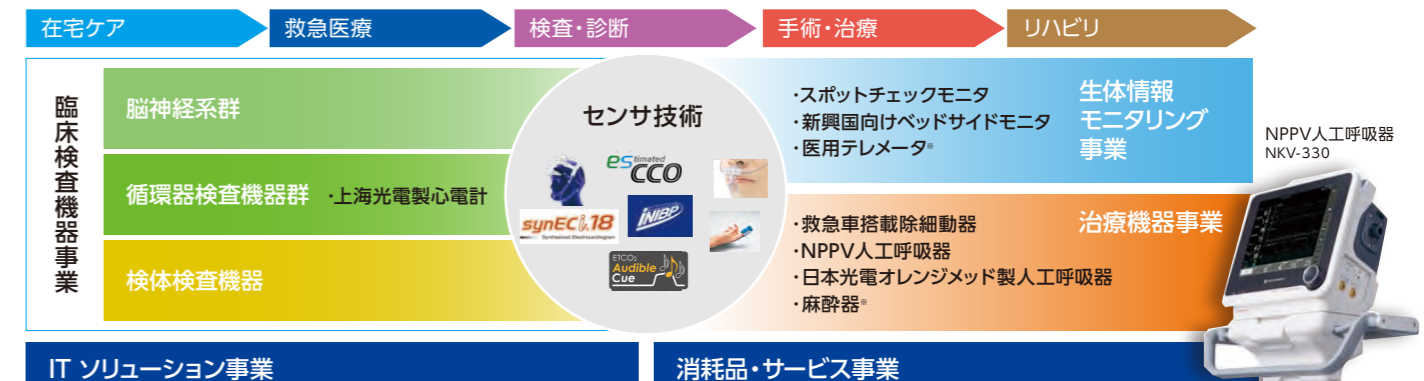 在宅ケア
救急医療
検査・診断
手術・治療
リハビリ
臨床検査機器事業
脳神経系群
循環器検査機器群 ・上海光電製心電計
検体検査機器
センサ技術
estimated
CCO
synECi18
Synthesized Electrocardiogram
iNIBP
ETCO2
Audible
Cue
・スポットチェックモニタ
・新興国向けベッドサイドモニタ
・医用テレメータ※
生体情報
モニタリング
事業
・救急車搭載除細動器
・NPPV人工呼吸器
・日本光電オレンジメッド製人工呼吸器
・麻酔器※
治療機器事業
NPPV人工呼吸器
NKV-330
IT ソリューション事業
消耗品・サービス事業